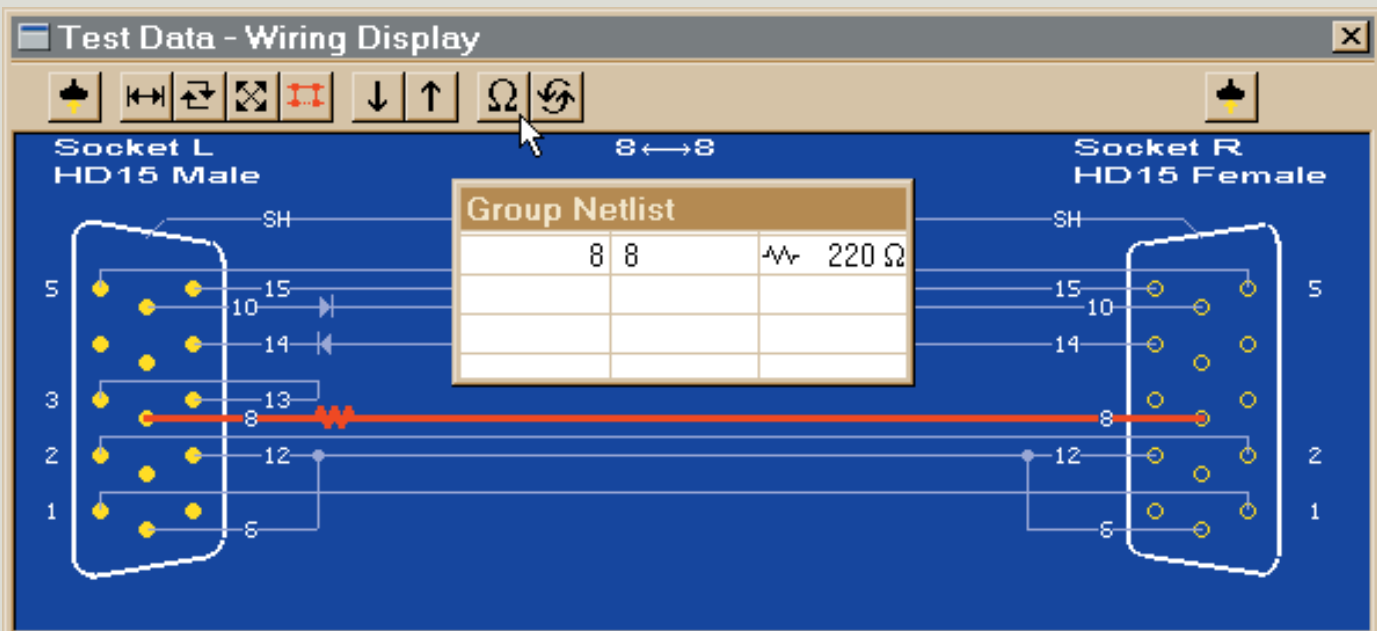 Test Data - Wiring Display
Ω
Socket L
HD15 Male
8↔8
Socket R
HD15 Female
Group Netlist
8 8 220 Ω
SH SH
5 15 15 5
10 10
14 14
3 13
8 8
2 12 12 2
1 1
6 6